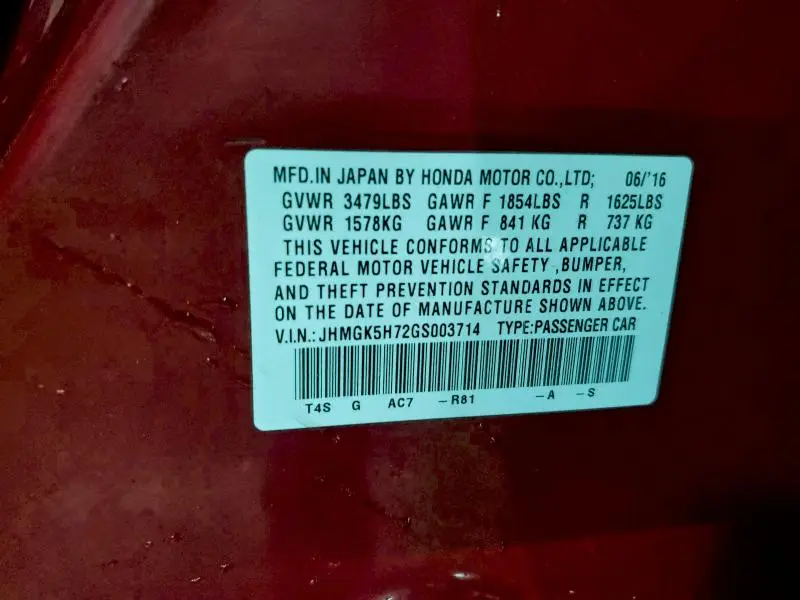 MFD.IN JAPAN BY HONDA MOTOR CO.,LTD; 06/'16
GVWR 3479LBS GAWR F 1854LBS R 1625LBS
GVWR 1578KG GAWR F 841 KG R 737 KG
THIS VEHICLE CONFORMS TO ALL APPLICABLE
FEDERAL MOTOR VEHICLE SAFETY ,BUMPER,
AND THEFT PREVENTION STANDARDS IN EFFECT
ON THE DATE OF MANUFACTURE SHOWN ABOVE.
V.I.N.: JHMGK5H72GS003714 TYPE:PASSENGER CAR
T4S G AC7 -R81 -A -S